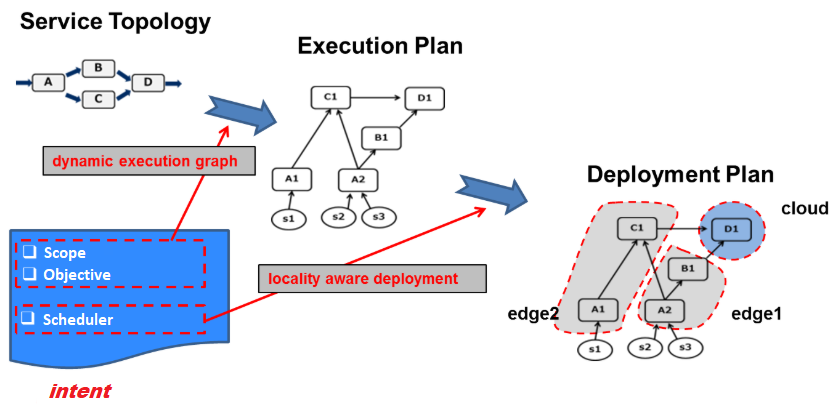 Service Topology
A
B
C
D
Execution Plan
C1
D1
B1
A1
A2
s1
s2
s3
dynamic execution graph
Scope
Objective
Scheduler
intent
locality aware deployment
Deployment Plan
cloud
C1
D1
B1
edge2
A1
A2
edge1
s1
s2
s3